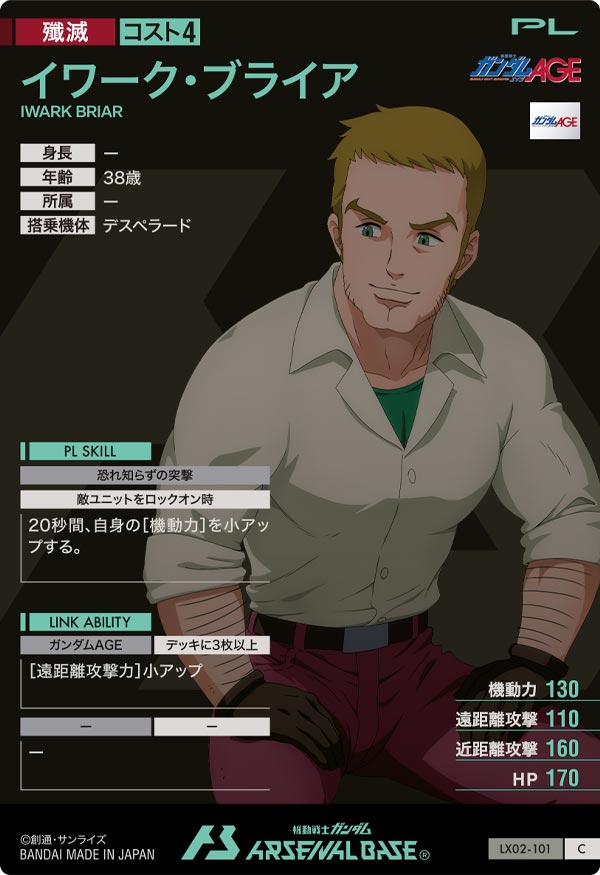 殲滅 コスト4 PL
イワーク・ブライア
IWARK BRIAR
機動戦士 ガンダムAGE
ガンダムAGE
身長 ー
年齢 38歳
所属 ー
搭乗機体 デスペラード
PL SKILL
恐れ知らずの突撃
敵ユニットをロックオン時
20秒間、自身の[機動力]を小アッ
プする。
LINK ABILITY
ガンダムAGE デッキに3枚以上
[遠距離攻撃力]小アップ
ー ー
ー
機動力 130
遠距離攻撃 110
近距離攻撃 160
HP 170
©創通・サンライズ
BANDAI MADE IN JAPAN
機動戦士ガンダム
ARSENAL BASE®
LX02-101 C